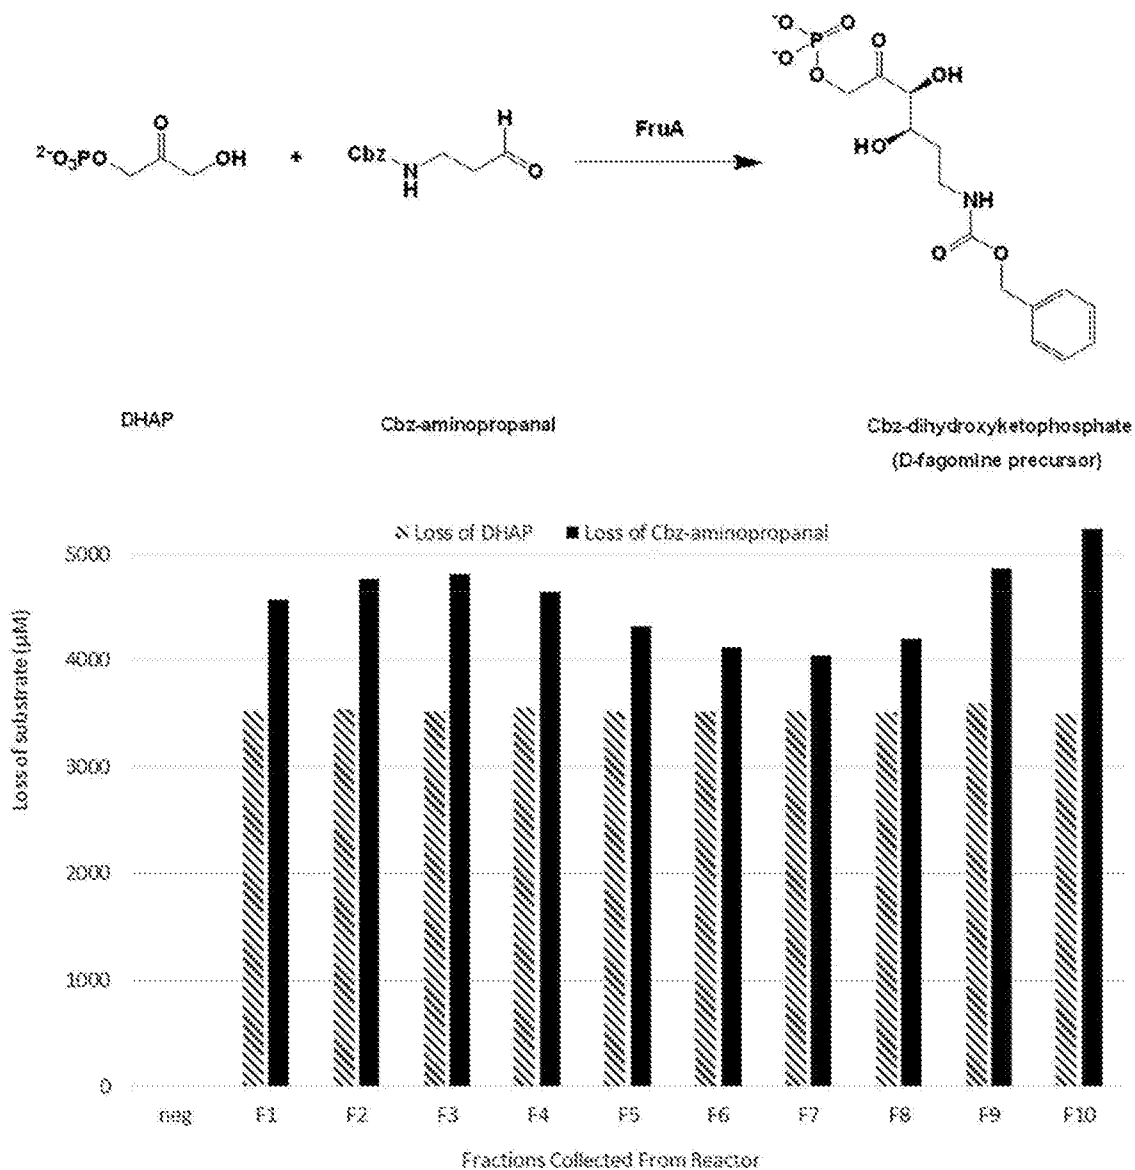 ⁻O
⁻O
P
O
O
O
OH
HO
NH
O
O
²⁻O₃PO
O
OH
+
Cbz
N
H
H
O
FruA
DHAP
Cbz-aminopropanal
Cbz-dihydroxyketophosphate
(D-fagomine precursor)
Loss of DHAP
Loss of Cbz-aminopropanal
Loss of substrate (µM)
5000
4000
3000
2000
1000
0
neg F1 F2 F3 F4 F5 F6 F7 F8 F9 F10
Fractions Collected From Reactor